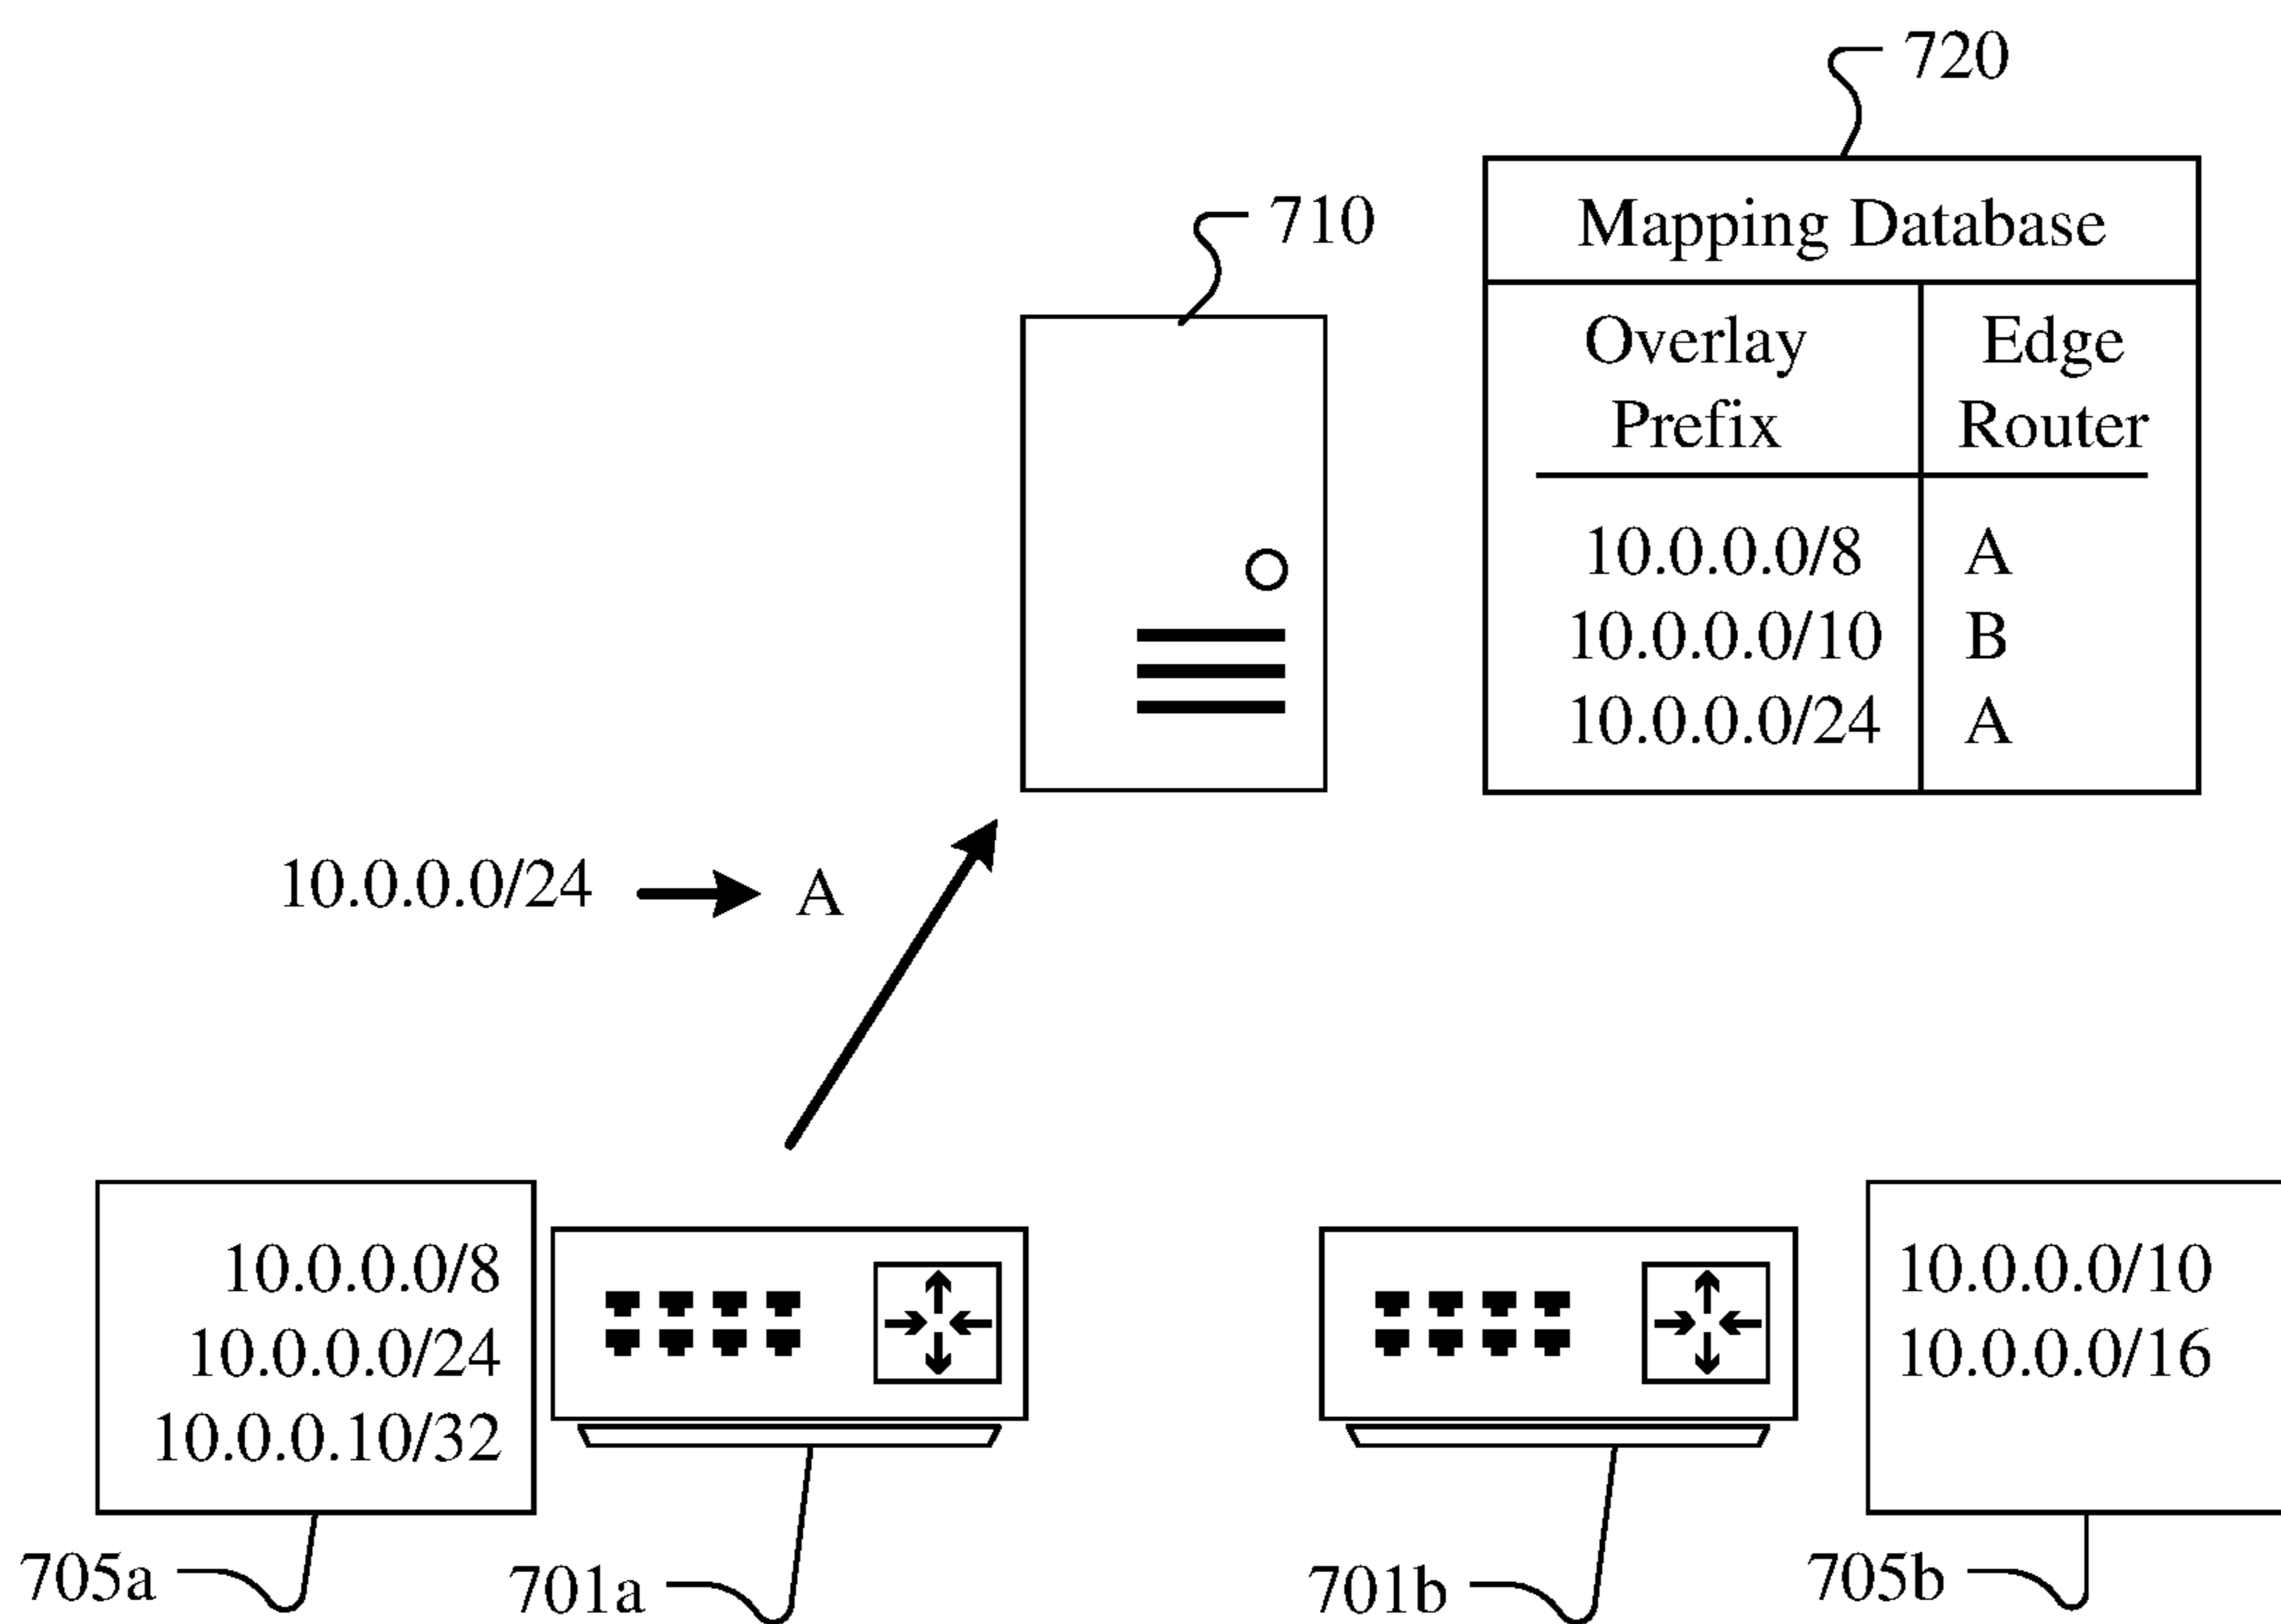 720
710
Mapping Database
Overlay Prefix
Edge Router
10.0.0.0/8 A
10.0.0.0/10 B
10.0.0.0/24 A
10.0.0.0/24 → A
10.0.0.0/8
10.0.0.0/24
10.0.0.10/32
10.0.0.0/10
10.0.0.0/16
705a
701a
701b
705b